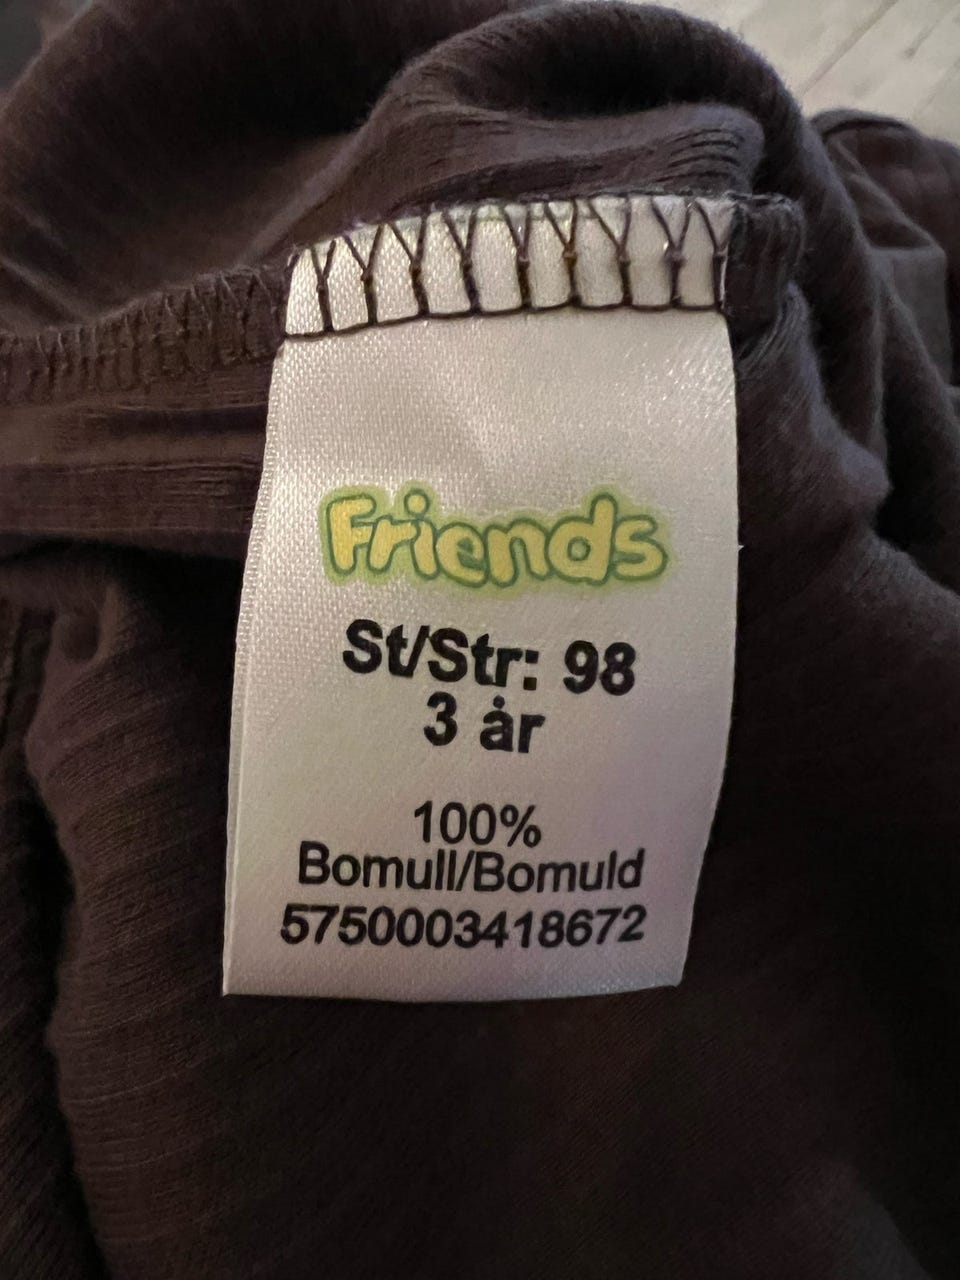 Friends
St/Str: 98
3 år
100%
Bomull/Bomuld
5750003418672